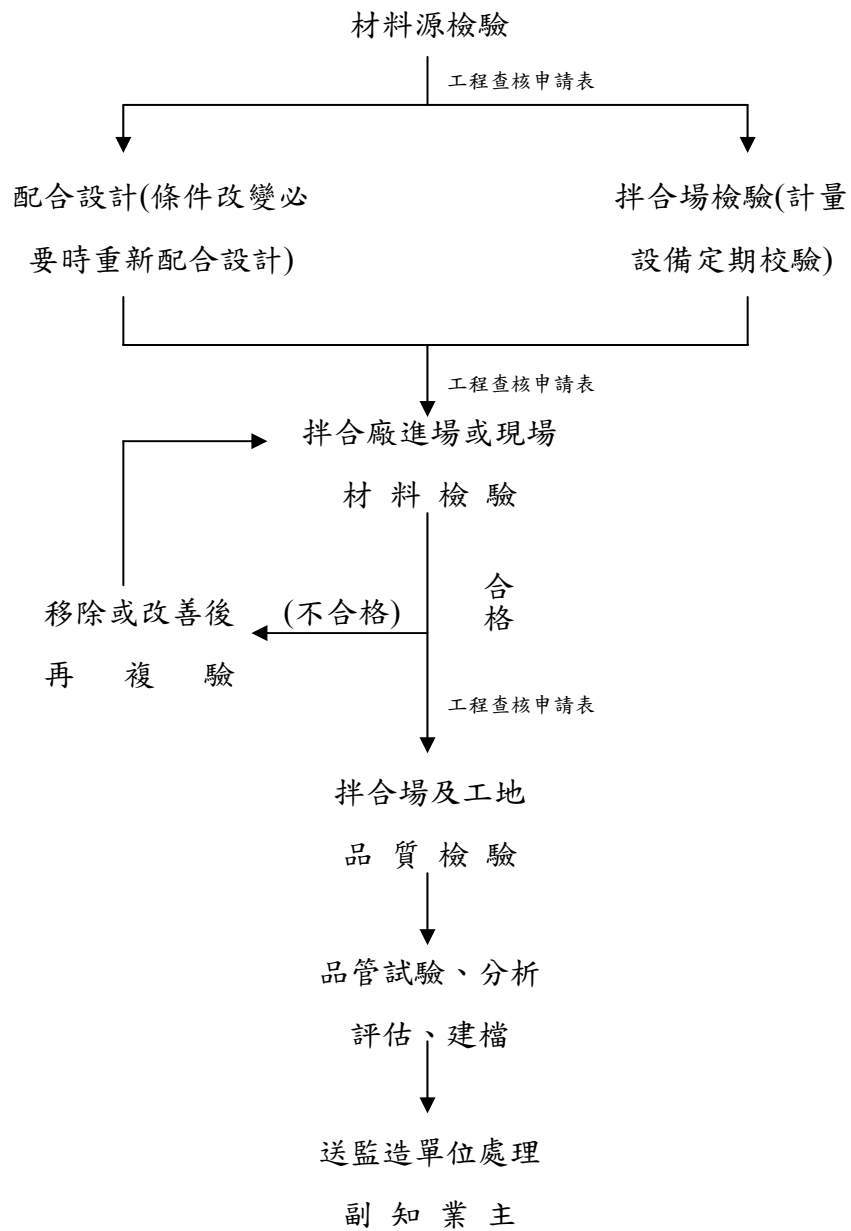 材料源檢驗
工程查核申請表
配合設計(條件改變必
要時重新配合設計)
拌合場檢驗(計量
設備定期校驗)
工程查核申請表
拌合廠進場或現場
材料檢驗
合
格
(不合格)
移除或改善後
再複驗
工程查核申請表
拌合場及工地
品質檢驗
品管試驗、分析
評估、建檔
送監造單位處理
副知業主